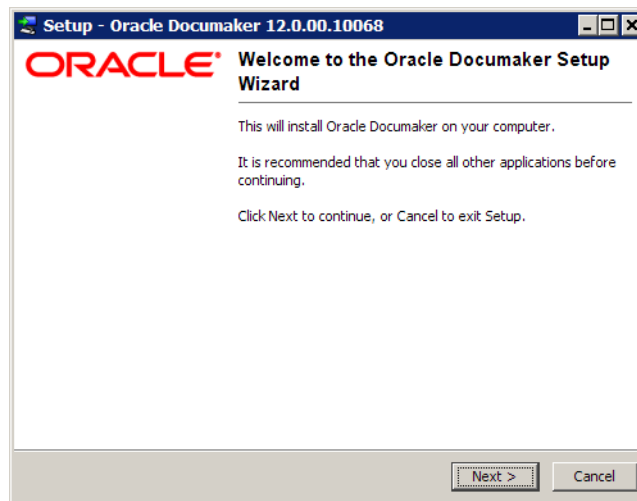 Setup - Oracle Documaker 12.0.00.10068
ORACLE®
Welcome to the Oracle Documaker Setup
Wizard
This will install Oracle Documaker on your computer.
It is recommended that you close all other applications before
continuing.
Click Next to continue, or Cancel to exit Setup.
Next >
Cancel